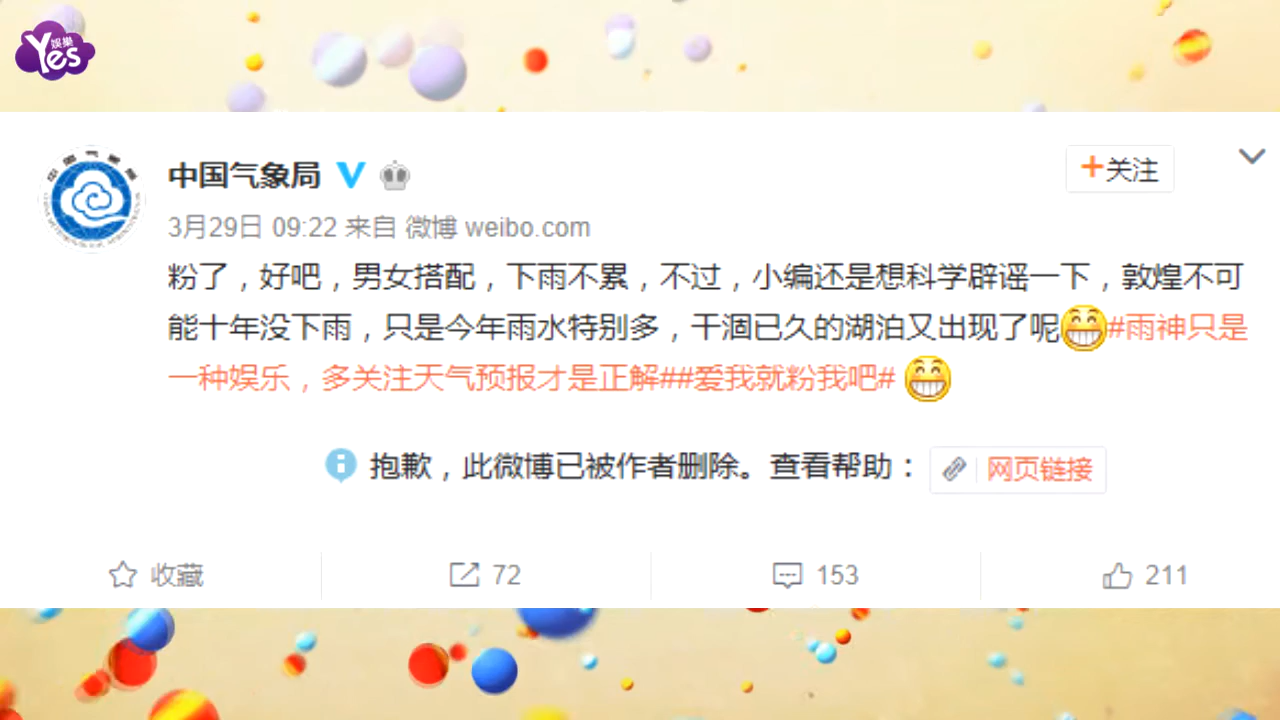 Yes 娱樂
中国气象局
+关注
3月29日 09:22 来自 微博 weibo.com
粉了，好吧，男女搭配，下雨不累，不过，小编还是想科学辟谣一下，敦煌不可
能十年没下雨，只是今年雨水特别多，干涸已久的湖泊又出现了呢#雨神只是
一种娱乐，多关注天气预报才是正解##爱我就粉我吧#
抱歉，此微博已被作者删除。查看帮助： 网页链接
收藏 72 153 211